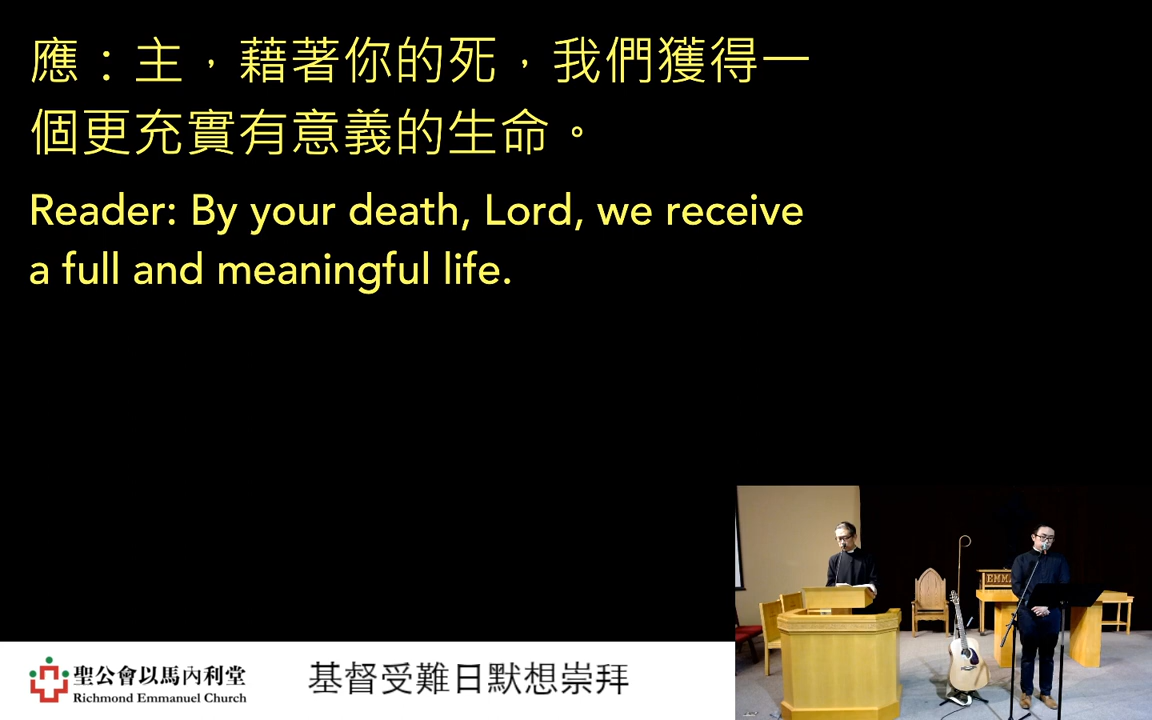 應：主，藉著你的死，我們獲得一
個更充實有意義的生命。
Reader: By your death, Lord, we receive
a full and meaningful life.
聖公會以馬內利堂
Richmond Emmanuel Church
基督受難日默想崇拜
EMM